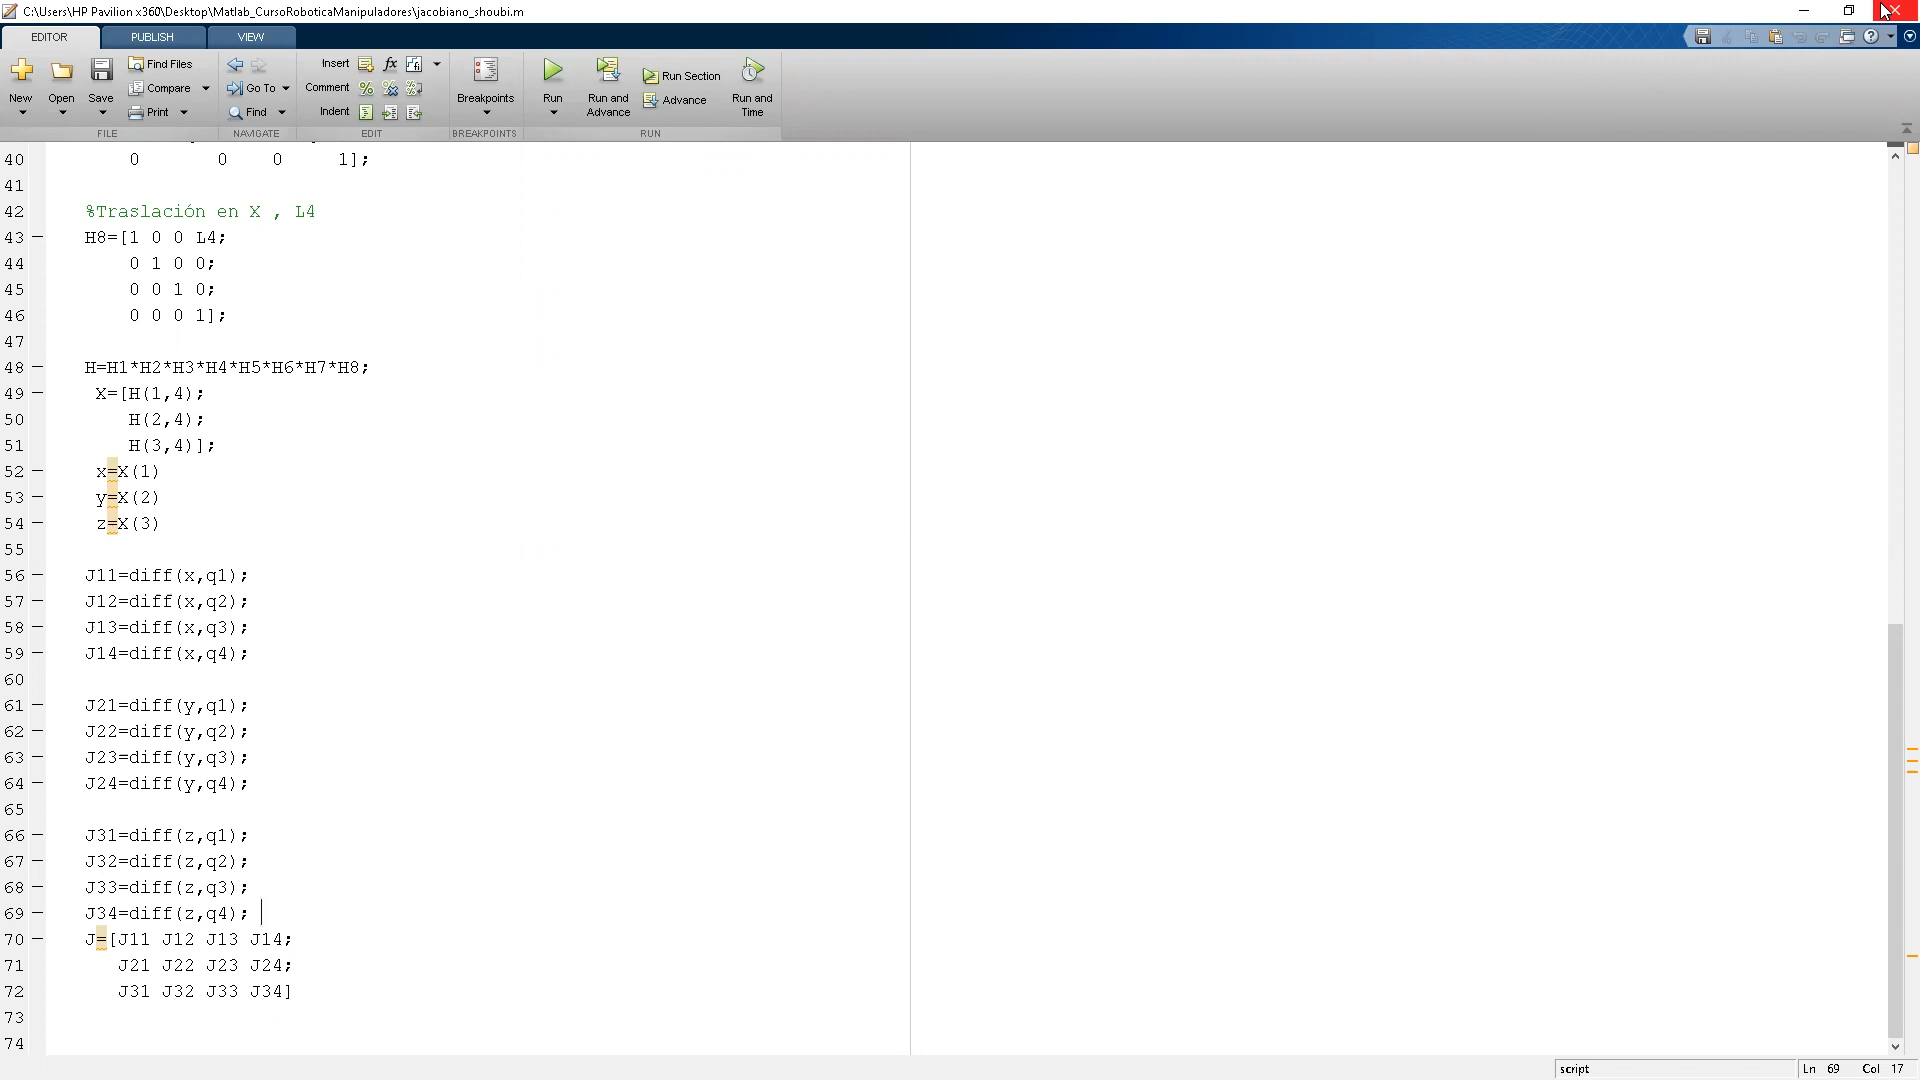 C:\Users\HP Pavilion x360\Desktop\Matlab_CursoRoboticaManipuladores\jacobiano_shoubi.m
EDITOR PUBLISH VIEW
New Open Save Find Files Compare Print
Go To Find
Insert fx
Comment
Indent
Breakpoints
Run
Run and Advance
Run Section
Advance
Run and Time
FILE NAVIGATE EDIT BREAKPOINTS RUN
40 0 0 0 1];
41
42 %Traslación en X , L4
43 – H8=[1 0 0 L4;
44 0 1 0 0;
45 0 0 1 0;
46 0 0 0 1];
47
48 – H=H1*H2*H3*H4*H5*H6*H7*H8;
49 – X=[H(1,4);
50 H(2,4);
51 H(3,4)];
52 – x=X(1)
53 – y=X(2)
54 – z=X(3)
55
56 – J11=diff(x,q1);
57 – J12=diff(x,q2);
58 – J13=diff(x,q3);
59 – J14=diff(x,q4);
60
61 – J21=diff(y,q1);
62 – J22=diff(y,q2);
63 – J23=diff(y,q3);
64 – J24=diff(y,q4);
65
66 – J31=diff(z,q1);
67 – J32=diff(z,q2);
68 – J33=diff(z,q3);
69 – J34=diff(z,q4);
70 – J=[J11 J12 J13 J14;
71 J21 J22 J23 J24;
72 J31 J32 J33 J34]
73
74
script Ln 69 Col 17